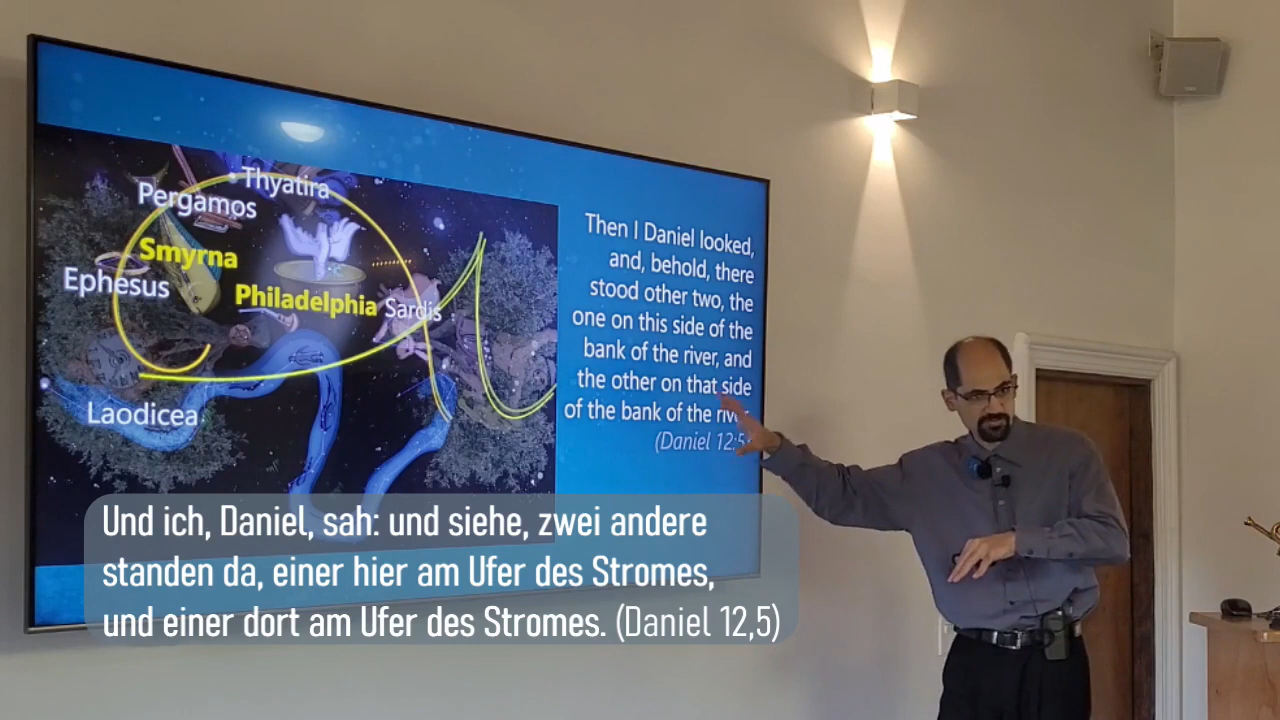 Thyatira
Pergamos
Smyrna
Ephesus
Philadelphia Sardis
Laodicea
Then I Daniel looked,
and, behold, there
stood other two, the
one on this side of the
bank of the river, and
the other on that side
of the bank of the
(Daniel 12:5
Und ich, Daniel, sah: und siehe, zwei andere
standen da, einer hier am Ufer des Stromes,
und einer dort am Ufer des Stromes. (Daniel 12,5)